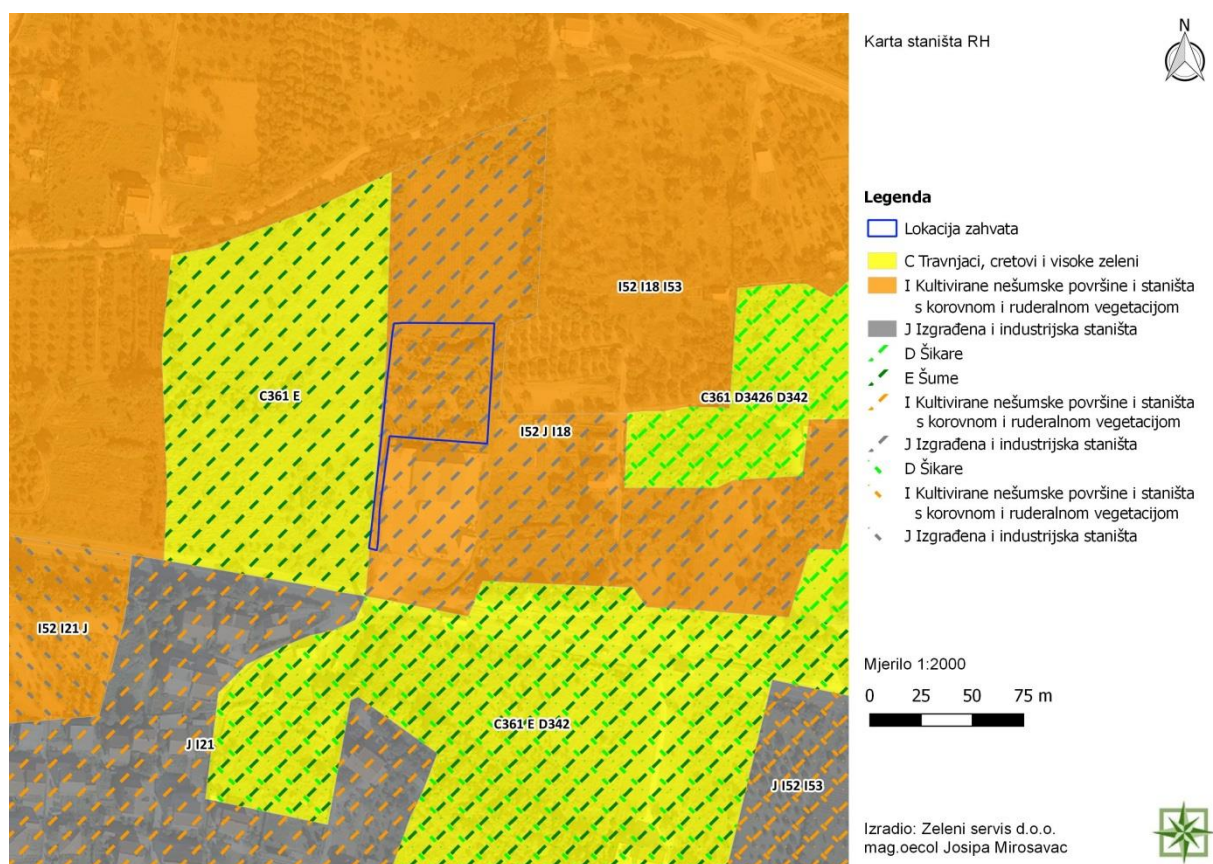 Karta staništa RH
N
Legenda
Lokacija zahvata
C Travnjaci, cretovi i visoke zeleni
I Kultivirane nešumske površine i staništa
s korovnom i ruderalnom vegetacijom
J Izgrađena i industrijska staništa
D Šikare
E Šume
I Kultivirane nešumske površine i staništa
s korovnom i ruderalnom vegetacijom
J Izgrađena i industrijska staništa
D Šikare
I Kultivirane nešumske površine i staništa
s korovnom i ruderalnom vegetacijom
J Izgrađena i industrijska staništa
Mjerilo 1:2000
0 25 50 75 m
Izradio: Zeleni servis d.o.o.
mag.oecol Josipa Mirosavac
I52 I18 I53
C361 E
C361 D3426 D342
I52 J I18
I52 I21 J
C361 E D342
J I21
J I52 I53